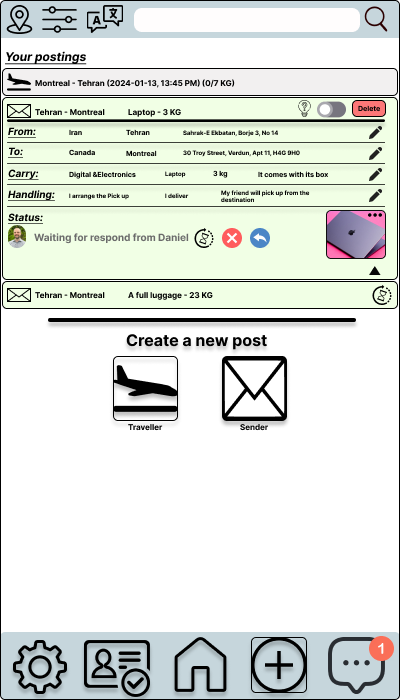 A 文
Your postings
Montreal - Tehran (2024-01-13, 13:45 PM) (0/7 KG)
Tehran - Montreal Laptop - 3 KG Delete
From: Iran Tehran Sahrak-E Ekbatan, Borje 3, No 14
To: Canada Montreal 30 Troy Street, Verdun, Apt 11, H4G 9H0
Carry: Digital &Electronics Laptop 3 kg It comes with its box
Handling: I arrange the Pick up I deliver My friend will pick up from the
destination
Status:
Waiting for respond from Daniel
Tehran - Montreal A full luggage - 23 KG
Create a new post
Traveller Sender
1